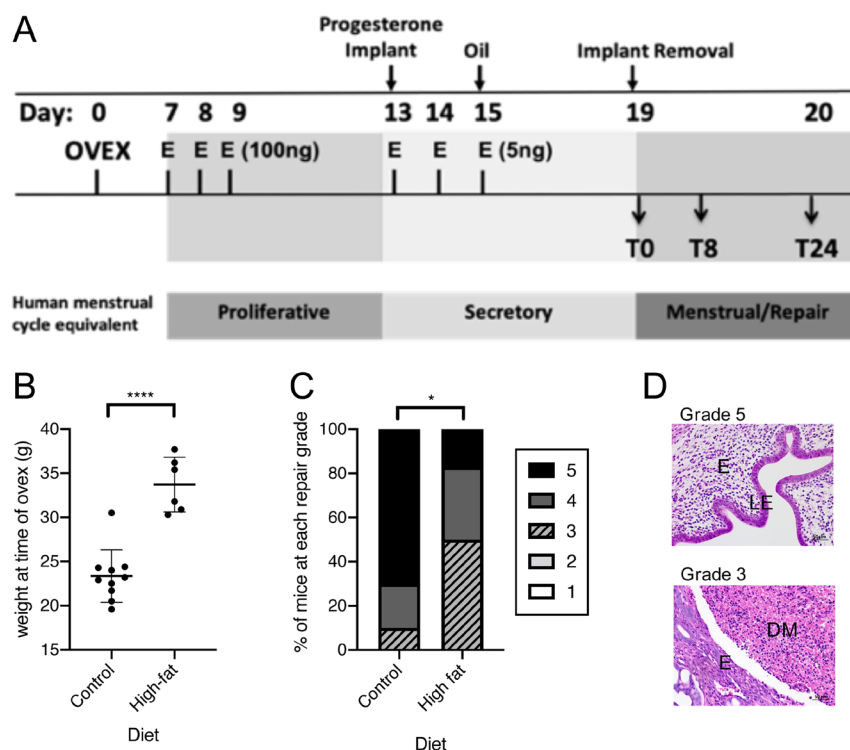 A
Progesterone
Implant
Oil
Implant Removal
Day: 0 7 8 9 13 14 15 19 20
OVEX E E E (100ng) E E E (5ng)
T0 T8 T24
Human menstrual
cycle equivalent
Proliferative
Secretory
Menstrual/Repair
B
****
weight at time of ovex (g)
40
35
30
25
20
15
Control
High-fat
Diet
C
*
% of mice at each repair grade
100
80
60
40
20
0
Control
High fat
Diet
5
4
3
2
1
D
Grade 5
E
LE
Grade 3
DM
E